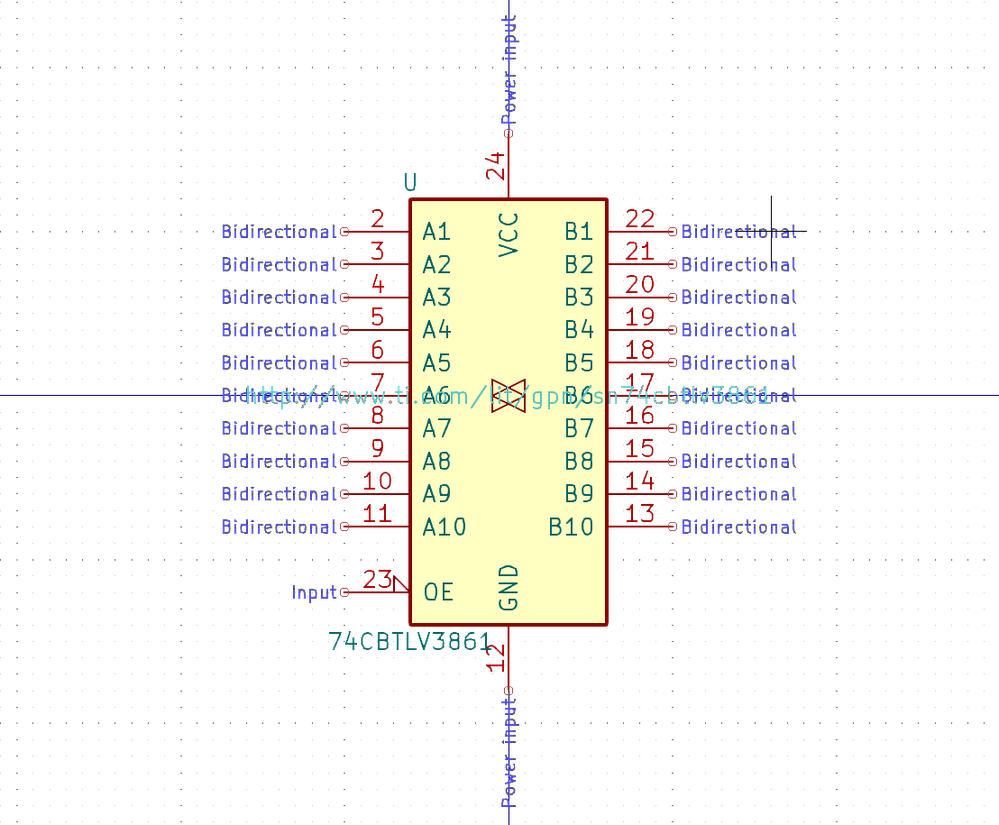 Power input
24
U
VCC
Bidirectional 2 A1 B1 22 Bidirectional
Bidirectional 3 A2 B2 21 Bidirectional
Bidirectional 4 A3 B3 20 Bidirectional
Bidirectional 5 A4 B4 19 Bidirectional
Bidirectional 6 A5 B5 18 Bidirectional
Bidirectional 7 A6 B6 17 Bidirectional
http://www.ti.com/lit/gpn/sn74cbtlv3861
Bidirectional 8 A7 B7 16 Bidirectional
Bidirectional 9 A8 B8 15 Bidirectional
Bidirectional 10 A9 B9 14 Bidirectional
Bidirectional 11 A10 B10 13 Bidirectional
Input 23 OE GND
74CBTLV3861
12
Power input